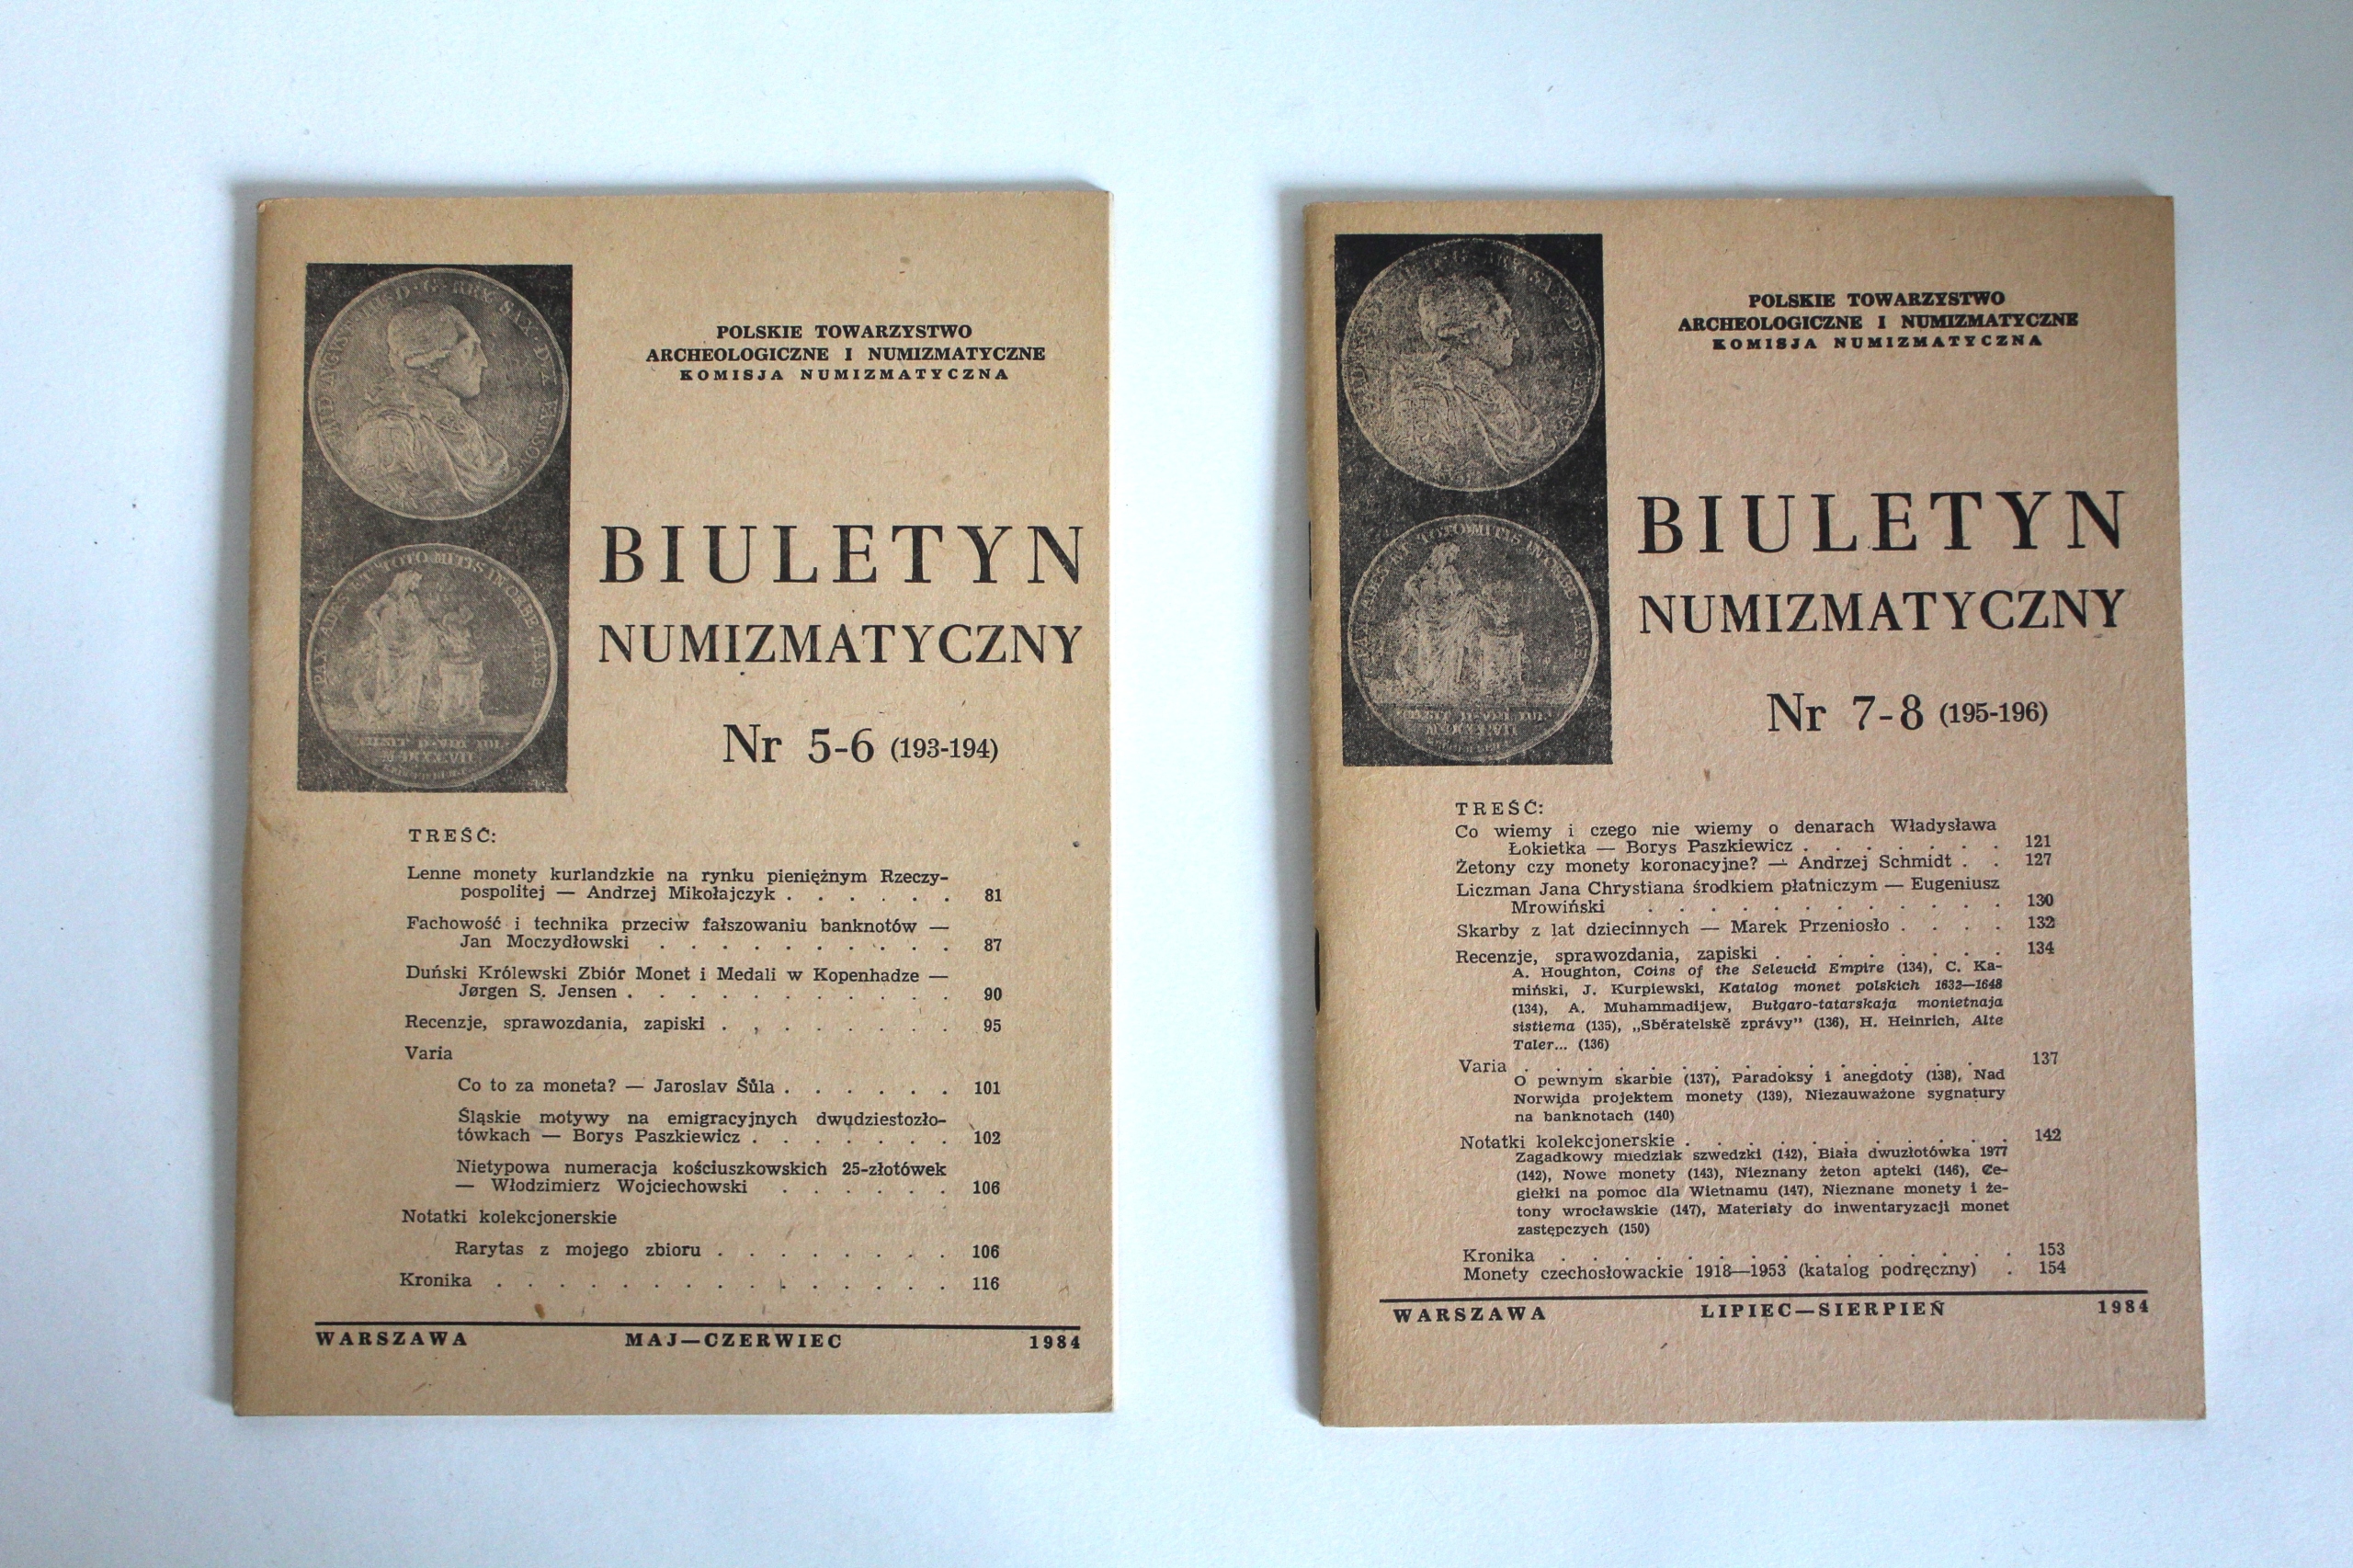 POLSKIE TOWARZYSTWO
ARCHEOLOGICZNE I NUMIZMATYCZNE
KOMISJA NUMIZMATYCZNA
BIULETYN
NUMIZMATYCZNY
Nr 5-6 (193-194)
TREŚĆ:
Lenne monety kurlandzkie na rynku pieniężnym Rzeczy-
pospolitej — Andrzej Mikołajczyk . . . . . . 81
Fachowość i technika przeciw fałszowaniu banknotów —
Jan Moczydłowski . . . . . . . . . 87
Duński Królewski Zbiór Monet i Medali w Kopenhadze —
Jørgen S. Jensen . . . . . . . . . . 90
Recenzje, sprawozdania, zapiski . . . . . . . . 95
Varia
Co to za moneta? — Jaroslav Šůla . . . . . . 101
Śląskie motywy na emigracyjnych dwudziestozło-
tówkach — Borys Paszkiewicz . . . . . . . 102
Nietypowa numeracja kościuszkowskich 25-złotówek
— Włodzimierz Wojciechowski . . . . . . 106
Notatki kolekcjonerskie
Rarytas z mojego zbioru . . . . . . . . 106
Kronika . . . . . . . . . . . . . . . 116
WARSZAWA MAJ—CZERWIEC 1984
POLSKIE TOWARZYSTWO
ARCHEOLOGICZNE I NUMIZMATYCZNE
KOMISJA NUMIZMATYCZNA
BIULETYN
NUMIZMATYCZNY
Nr 7-8 (195-196)
TREŚĆ:
Co wiemy i czego nie wiemy o denarach Władysława
Łokietka — Borys Paszkiewicz . . . . . . . 121
Żetony czy monety koronacyjne? — Andrzej Schmidt . . 127
Liczman Jana Chrystiana środkiem płatniczym — Eugeniusz
Mrowiński . . . . . . . . . . . . 130
Skarby z lat dziecinnych — Marek Przeniosło . . . . 132
Recenzje, sprawozdania, zapiski . . . . . . . . 134
A. Houghton, Coins of the Seleucid Empire (134), C. Ka-
miński, J. Kurpiewski, Katalog monet polskich 1632—1648
(134), A. Muhammadijew, Bułgaro-tatarskaja monietnaja
sistiema (135), „Sběratelskě zprávy” (136), H. Heinrich, Alte
Taler... (136)
Varia . . . . . . . . . . . . . . . 137
O pewnym skarbie (137), Paradoksy i anegdoty (138), Nad
Norwida projektem monety (139), Niezauważone sygnatury
na banknotach (140)
Notatki kolekcjonerskie . . . . . . . . . . . 142
Zagadkowy miedziak szwedzki (142), Biała dwuzłotówka 1977
(142), Nowe monety (143), Nieznany żeton apteki (146), Ce-
giełki na pomoc dla Wietnamu (147), Nieznane monety i że-
tony wrocławskie (147), Materiały do inwentaryzacji monet
zastępczych (150)
Kronika . . . . . . . . . . . . . . . 153
Monety czechosłowackie 1918—1953 (katalog podręczny) . 154
WARSZAWA LIPIEC—SIERPIEŃ 1984